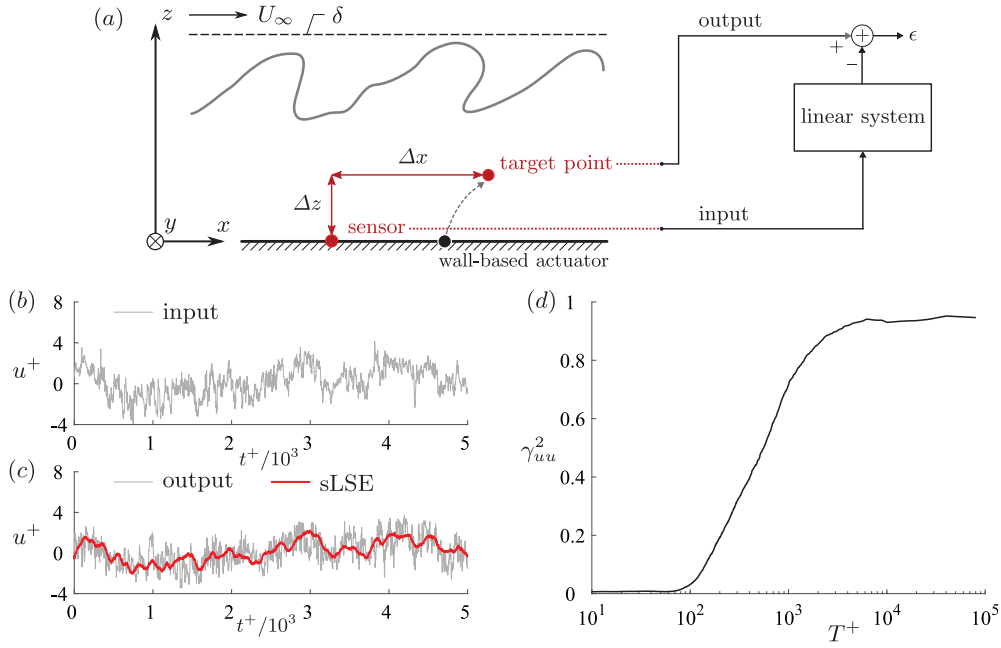 (a)
z
U∞
δ
output
+
+
−
ϵ
linear system
Δx
target point
Δz
sensor
input
y
x
wall-based actuator
(b)
8
input
4
u⁺
0
-4
0 1 2 3 4 5
t⁺/10³
(c)
8
output sLSE
4
u⁺
0
-4
0 1 2 3 4 5
t⁺/10³
(d)
1
0.8
0.6
γ²ᵤᵤ
0.4
0.2
0
10¹ 10² 10³ 10⁴ 10⁵
T⁺